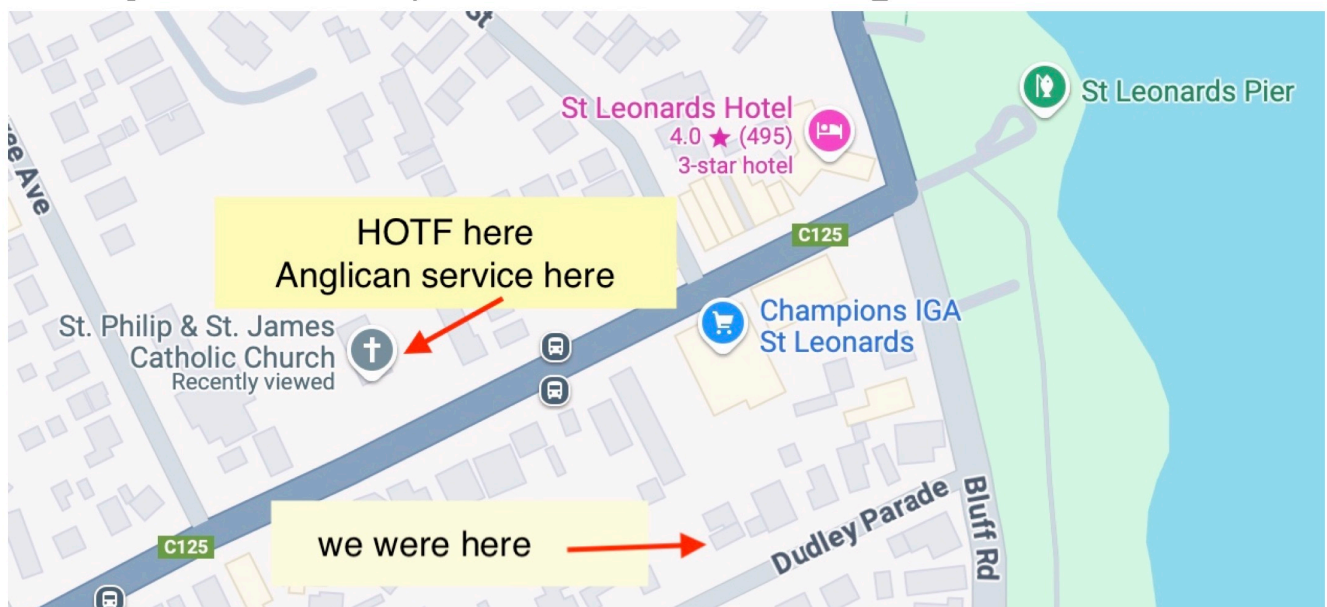 St
St Leonards Pier
St Leonards Hotel
4.0 ★ (495)
3-star hotel
Ave
HOTF here
Anglican service here
C125
Champions IGA
St Leonards
St. Philip & St. James
Catholic Church
Recently viewed
we were here
Dudley Parade
Bluff Rd
C125